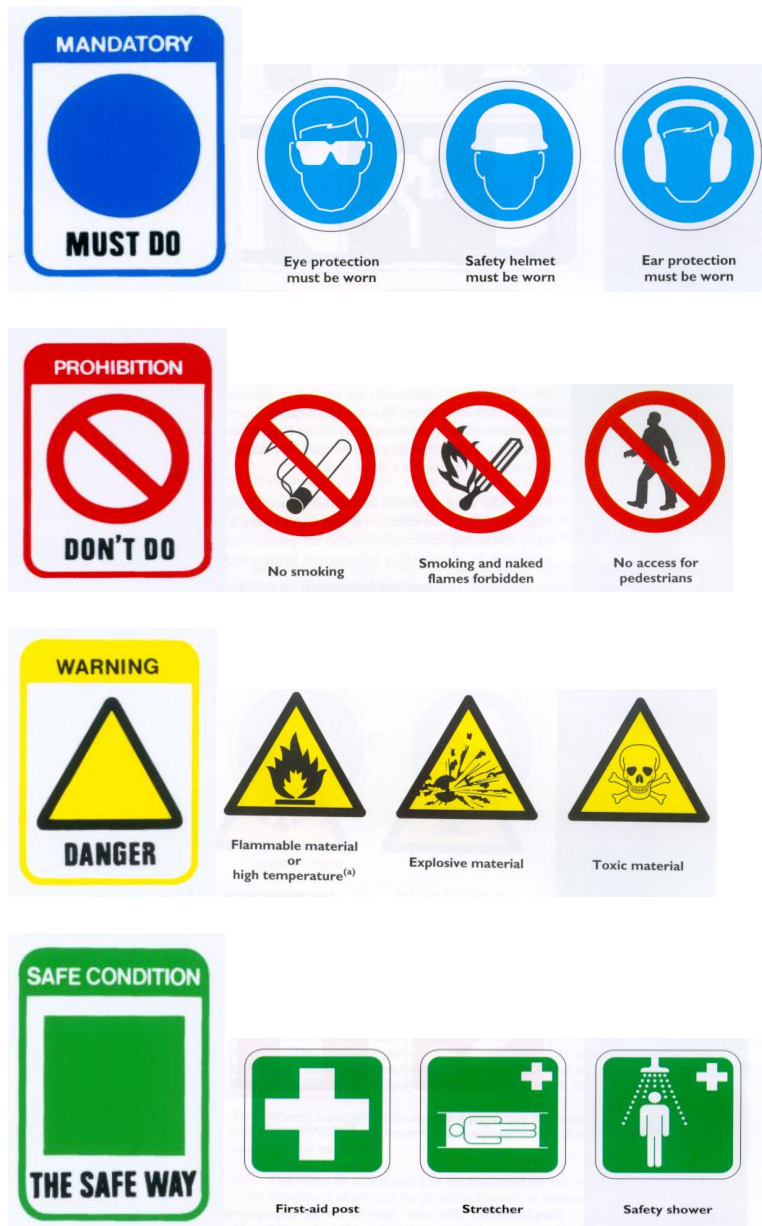 MANDATORY
MUST DO
Eye protection
must be worn
Safety helmet
must be worn
Ear protection
must be worn
PROHIBITION
DON'T DO
No smoking
Smoking and naked
flames forbidden
No access for
pedestrians
WARNING
DANGER
Flammable material
or
high temperature(a)
Explosive material
Toxic material
SAFE CONDITION
THE SAFE WAY
First-aid post
Stretcher
Safety shower